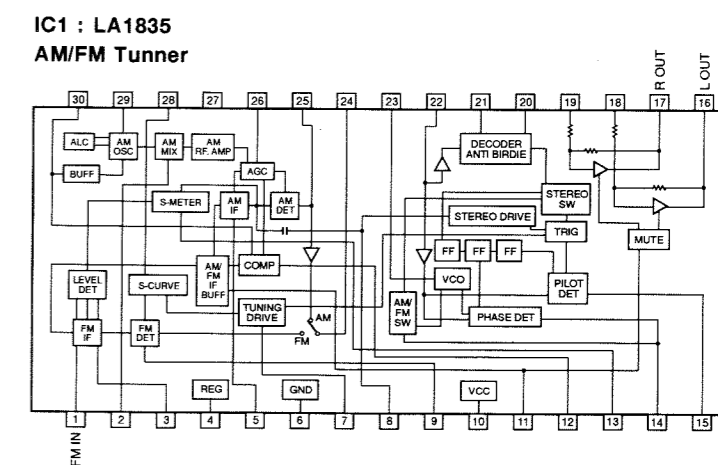 IC1 : LA1835
AM/FM Tunner
R OUT
L OUT
30 29 28 27 26 25 24 23 22 21 20 19 18 17 16
ALC
AM OSC
AM MIX
AM RF. AMP
DECODER ANTI BIRDIE
BUFF
AGC
S-METER
AM IF
AM DET
STEREO SW
STEREO DRIVE
TRIG
MUTE
FF
FF
FF
LEVEL DET
S-CURVE
AM/ FM IF BUFF
COMP
VCO
PILOT DET
TUNING DRIVE
AM
AM/ FM SW
PHASE DET
FM IF
FM DET
FM
REG
GND
VCC
1 2 3 4 5 6 7 8 9 10 11 12 13 14 15
FM IN